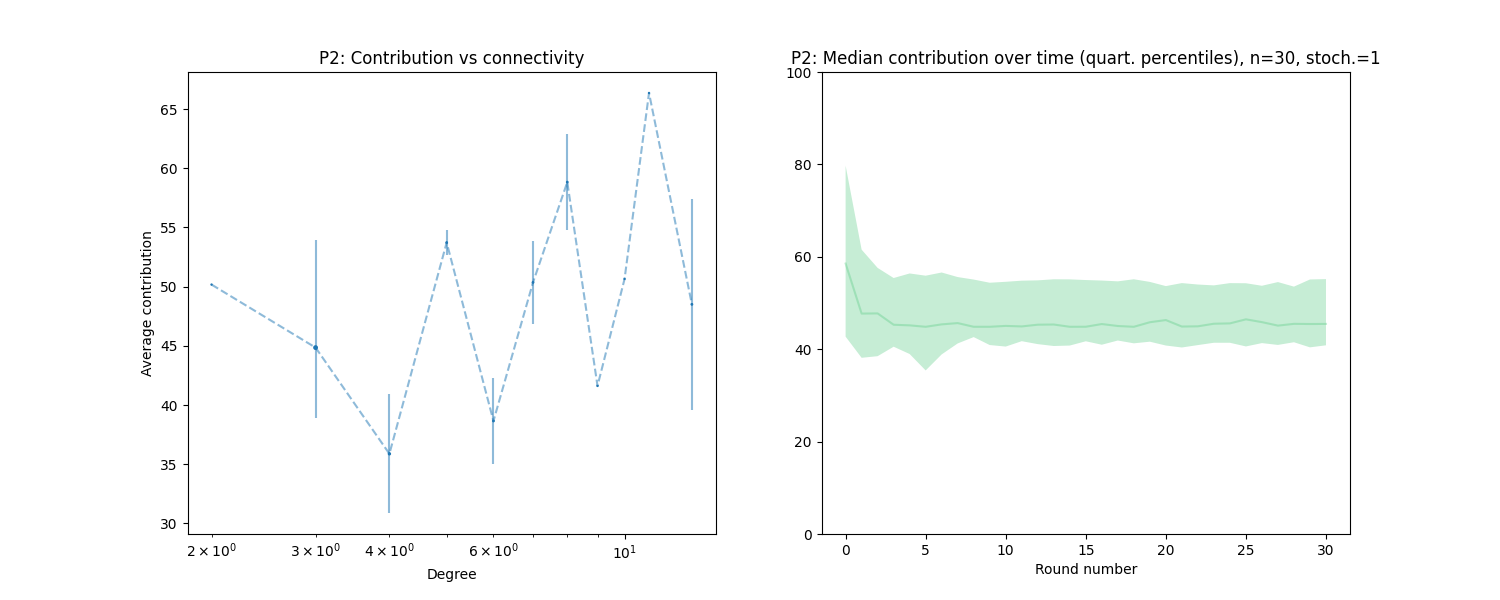 P2: Contribution vs connectivity
Average contribution
65
60
55
50
45
40
35
30
2 × 10⁰
3 × 10⁰
4 × 10⁰
6 × 10⁰
10¹
Degree
P2: Median contribution over time (quart. percentiles), n=30, stoch.=1
100
80
60
40
20
0
0
5
10
15
20
25
30
Round number